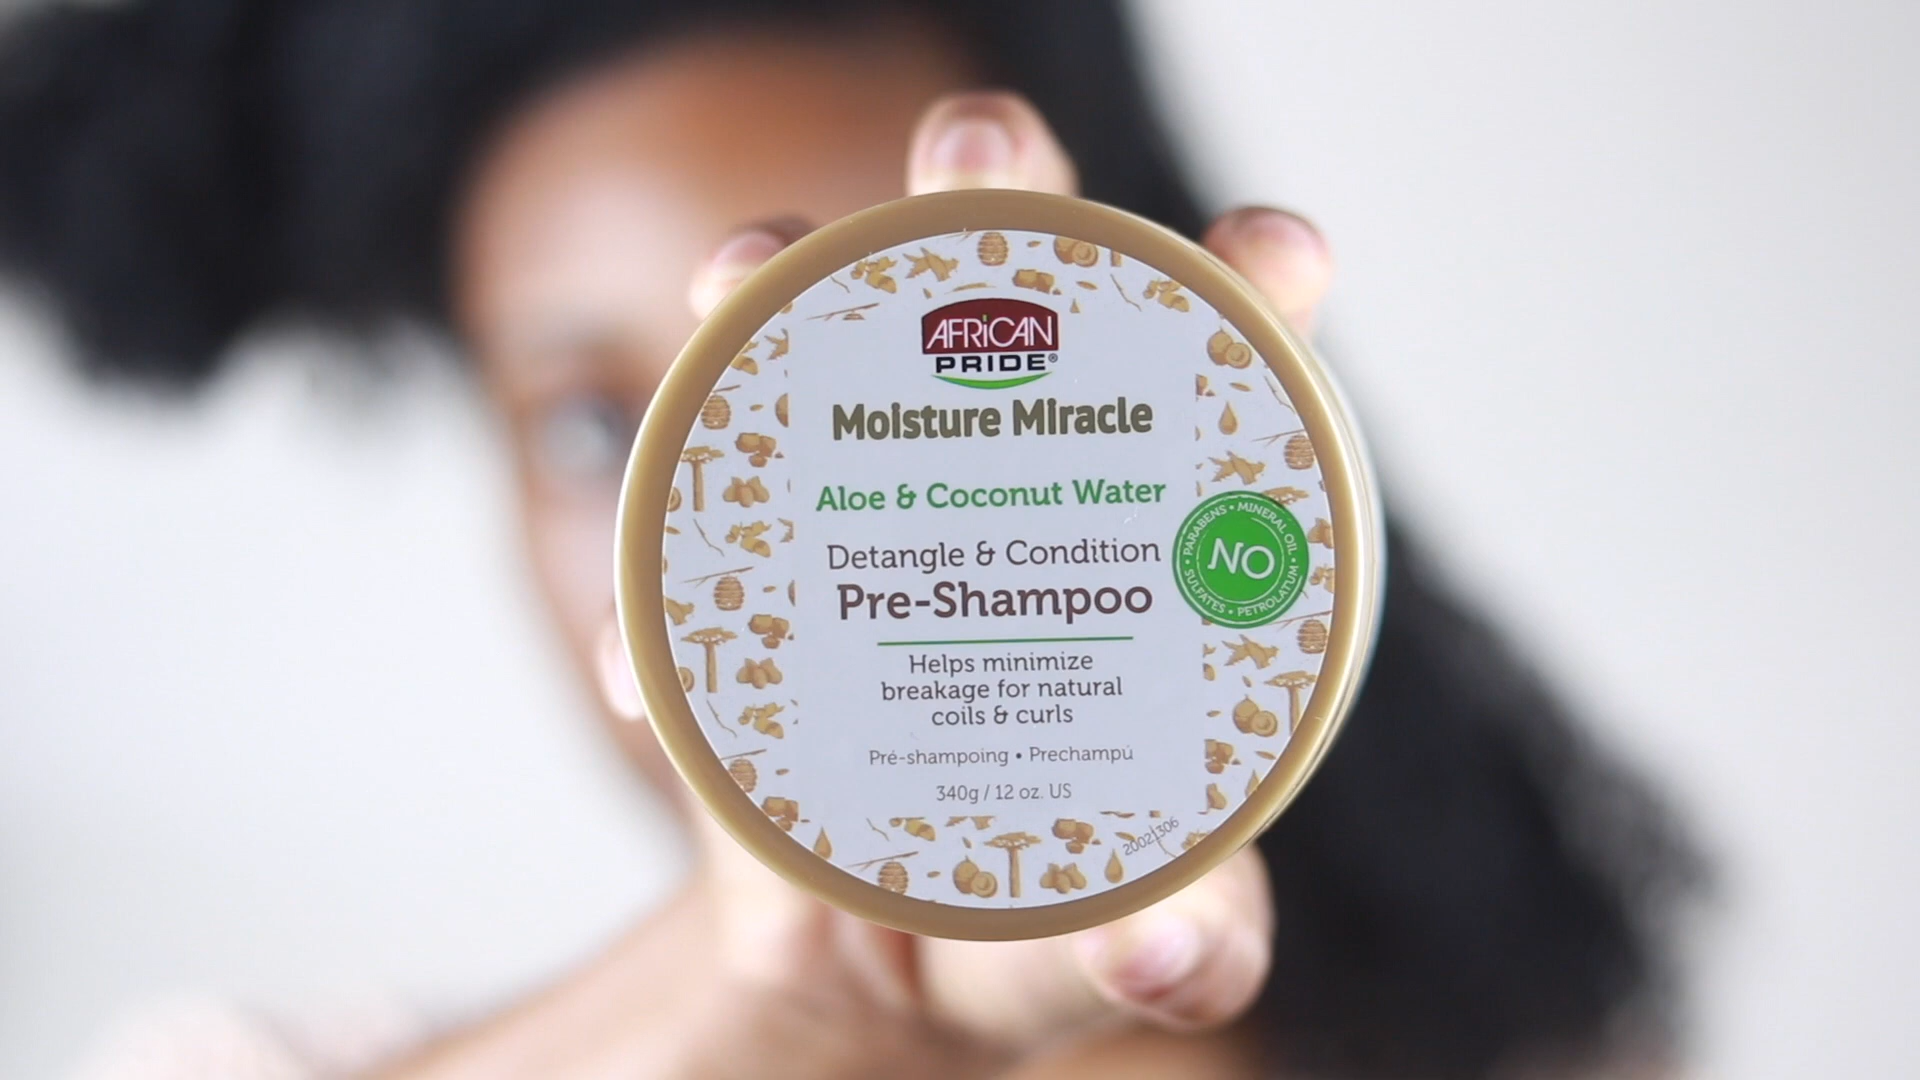 AFRiCAN
PRIDE®
Moisture Miracle
Aloe & Coconut Water
Detangle & Condition
Pre-Shampoo
PARABENS • MINERAL OIL • PETROLATUM • SULFATES •
NO
Helps minimize
breakage for natural
coils & curls
Pré-shampoing • Prechampú
340g / 12 oz. US
20021306